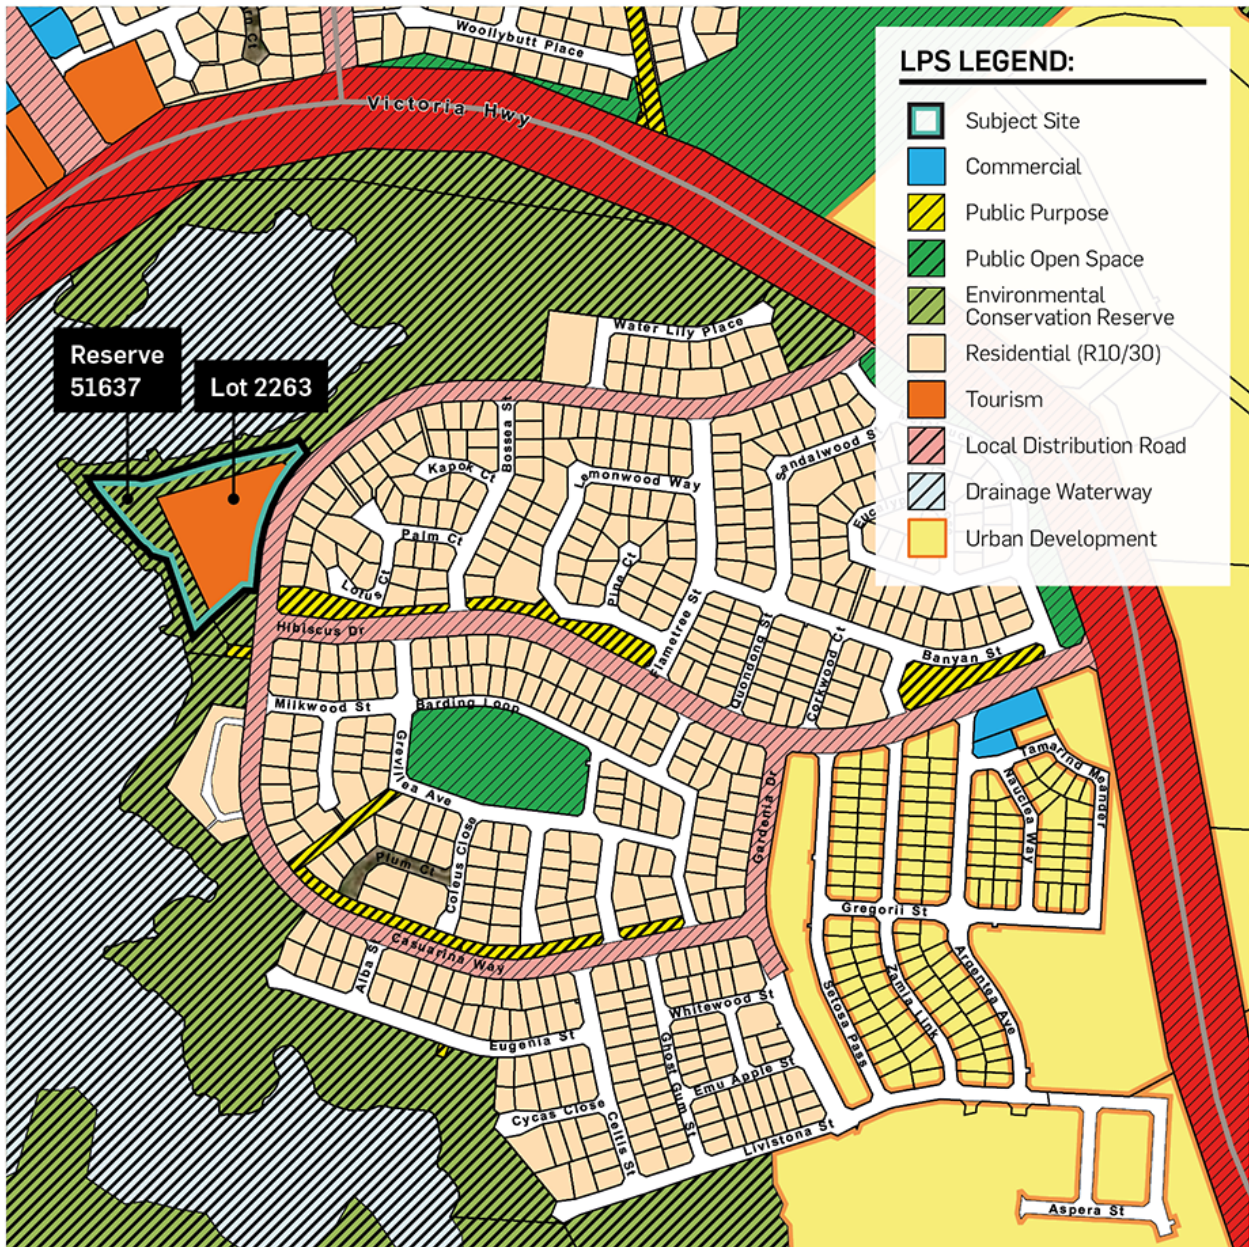 Woollybutt Place
Victoria Hwy
LPS LEGEND:
Subject Site
Commercial
Public Purpose
Public Open Space
Environmental
Conservation Reserve
Residential (R10/30)
Tourism
Local Distribution Road
Drainage Waterway
Urban Development
Reserve
51637
Lot 2263
Water Lily Place
Bossea St
Kapok Ct
Lemonwood Way
Sandalwood St
Palm Ct
Pine Ct
Lotus Ct
Hibiscus Dr
Flametree St
Quondong St
Corkwood Ct
Banyan St
Milkwood St
Barding Loop
Grevillea Ave
Tamarind Meander
Nauclea Way
Gardenia Dr
Plum Ct
Coleus Close
Gregorii St
Casuarina Way
Alba S
Zamia Link
Argentea Ave
Setosa Pass
Whitewood St
Eugenia St
Ghost Gum St
Emu Apple St
Cycas Close
Celtis St
Livistona St
Aspera St